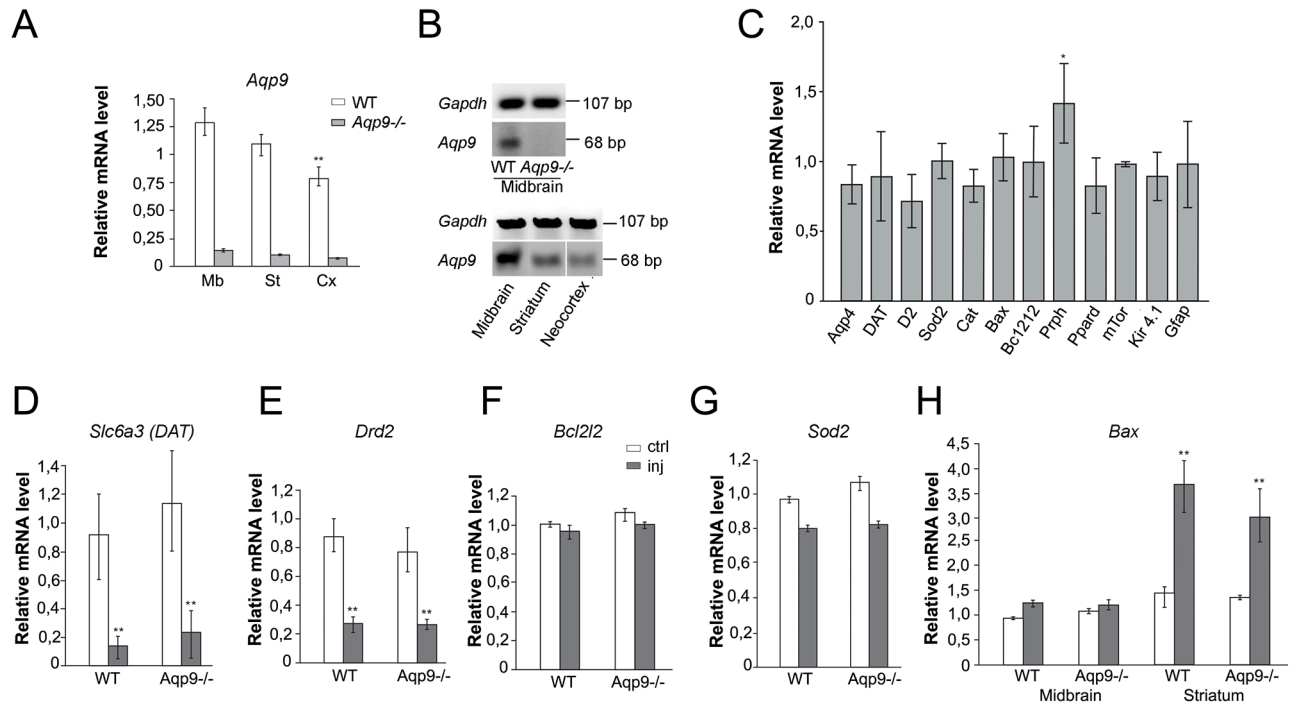 A
Aqp9
Relative mRNA level
1,50
1,25
1
0,75
0,50
0,25
0
WT
Aqp9-/-
**
Mb St Cx
B
Gapdh 107 bp
Aqp9 68 bp
WT Aqp9-/-
Midbrain
Gapdh 107 bp
Aqp9 68 bp
Midbrain
Striatum
Neocortex
C
Relative mRNA level
2,0
1,5
1,0
0,5
0
*
Aqp4
DAT
D2
Sod2
Cat
Bax
Bc1212
Prph
Ppard
mTor
Kir 4.1
Gfap
D
Slc6a3 (DAT)
Relative mRNA level
1,4
1,2
1,0
0,8
0,6
0,4
0,2
0
**
**
WT Aqp9-/-
E
Drd2
Relative mRNA level
1,2
1,0
0,8
0,6
0,4
0,2
0
**
**
WT Aqp9-/-
F
Bcl2l2
ctrl
inj
Relative mRNA level
1,2
1,0
0,8
0,6
0,4
0,2
0
WT Aqp9-/-
G
Sod2
Relative mRNA level
1,2
1,0
0,8
0,6
0,4
0,2
0
WT Aqp9-/-
H
Bax
Relative mRNA level
4,5
4,0
3,5
3,0
2,5
2,0
1,5
1,0
0,5
0
**
**
WT Aqp9-/- WT Aqp9-/-
Midbrain Striatum